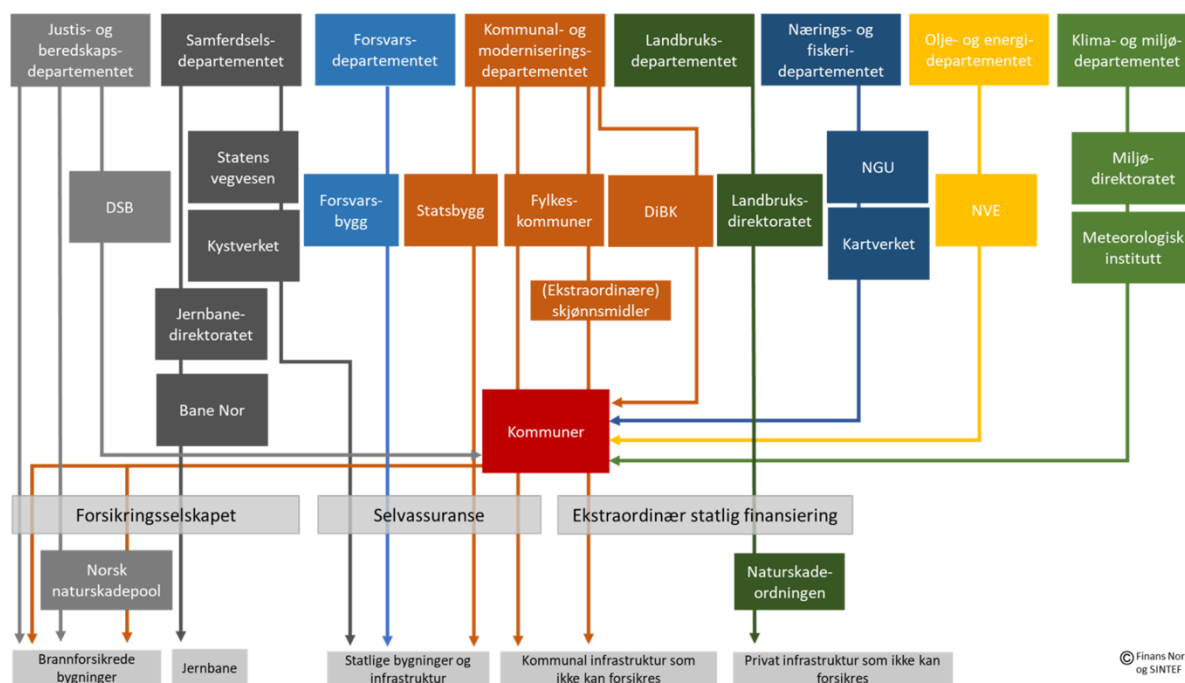 Justis- og
beredskaps-
departementet
Samferdsels-
departementet
Forsvars-
departementet
Kommunal- og
moderniserings-
departementet
Landbruks-
departementet
Nærings- og
fiskeri-
departementet
Olje- og energi-
departementet
Klima- og miljø-
departementet
DSB
Statens
vegvesen
Kystverket
Forsvars-
bygg
Statsbygg
Fylkes-
kommuner
DiBK
Landbruks-
direktoratet
NGU
Kartverket
NVE
Miljø-
direktoratet
Meteorologisk
institutt
Jernbane-
direktoratet
(Ekstraordinære)
skjønnsmidler
Bane Nor
Kommuner
Forsikringsselskapet
Selvassuranse
Ekstraordinær statlig finansiering
Norsk
naturskadepool
Naturskade-
ordningen
Brannforsikrede
bygninger
Jernbane
Statlige bygninger og
infrastruktur
Kommunal infrastruktur som
ikke kan forsikres
Privat infrastruktur som ikke kan
forsikres
© Finans Nor
og SINTEF